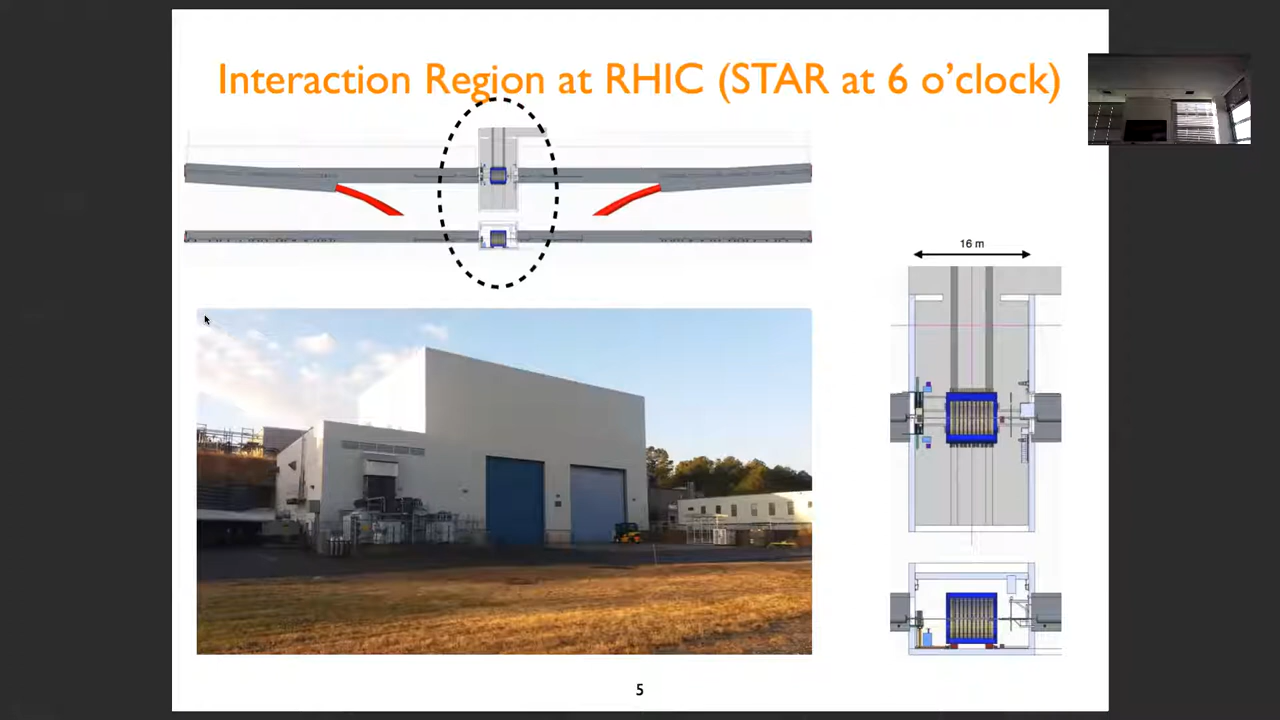 Interaction Region at RHIC (STAR at 6 o’clock)
16 m
5